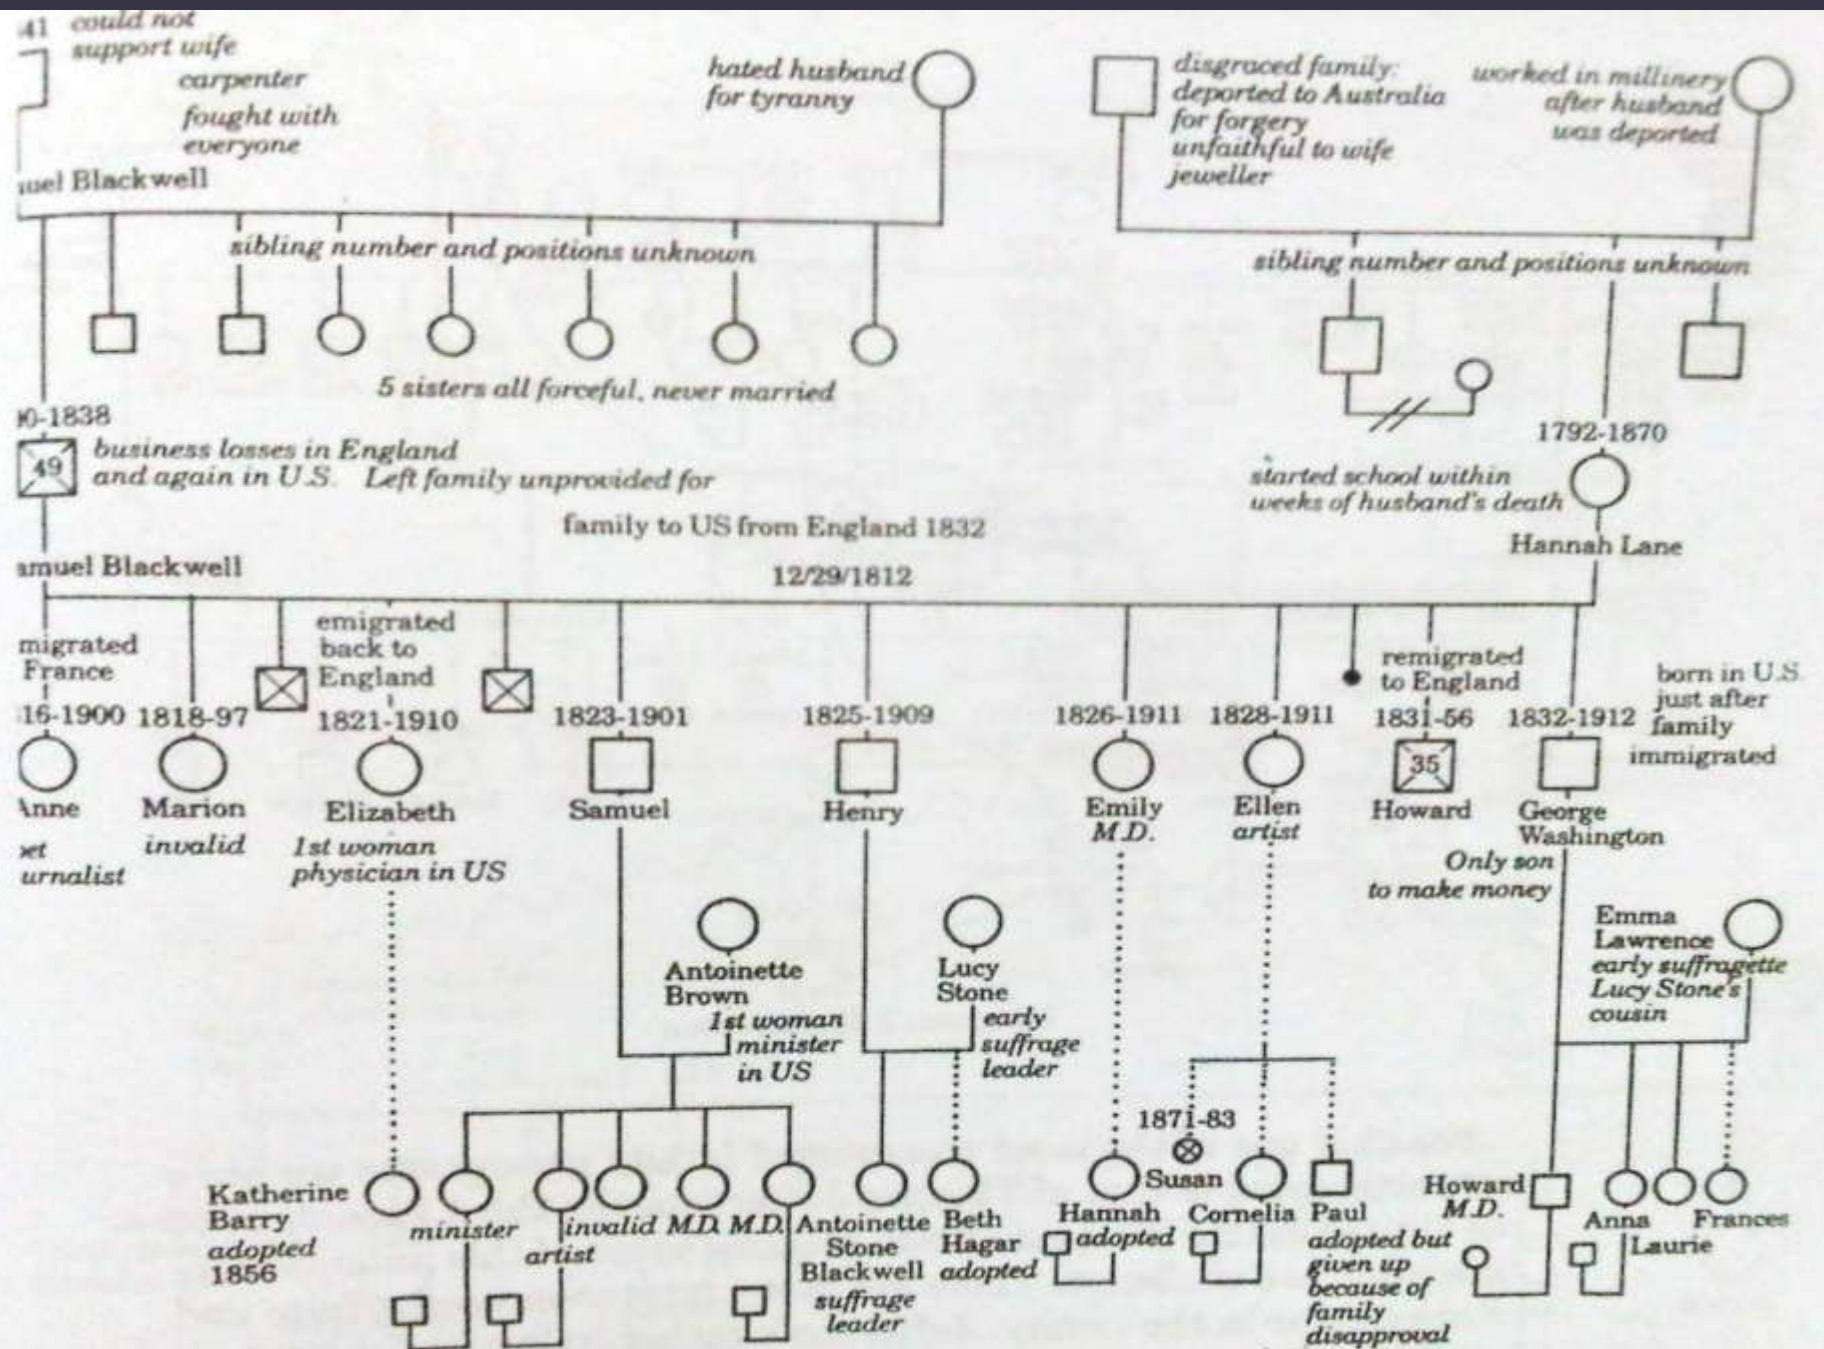 41 could not
support wife
carpenter
fought with
everyone
uel Blackwell
hated husband
for tyranny
disgraced family:
deported to Australia
for forgery
unfaithful to wife
jeweller
worked in millinery
after husband
was deported
sibling number and positions unknown
sibling number and positions unknown
5 sisters all forceful, never married
0-1838
49
business losses in England
and again in U.S. Left family unprovided for
1792-1870
started school within
weeks of husband's death
family to US from England 1832
Hannah Lane
amuel Blackwell
12/29/1812
migrated
France
emigrated
back to
England
remigrated
to England
born in U.S.
just after
family
immigrated
16-1900 1818-97 1821-1910 1823-1901 1825-1909 1826-1911 1828-1911 1831-56 1832-1912
35
Anne Marion Elizabeth Samuel Henry Emily Ellen Howard George
Washington
et
urnalist
invalid
1st woman
physician in US
M.D.
artist
Only son
to make money
Antoinette
Brown
1st woman
minister
in US
Lucy
Stone
early
suffrage
leader
Emma
Lawrence
early suffragette
Lucy Stone's
cousin
1871-83
Susan
Katherine
Barry
adopted
1856
minister
artist
invalid M.D. M.D.
Antoinette
Stone
Blackwell
suffrage
leader
Beth
Hagar
adopted
Hannah
adopted
Cornelia
Paul
adopted but
given up
because of
family
disapproval
Howard
M.D.
Anna
Laurie
Frances